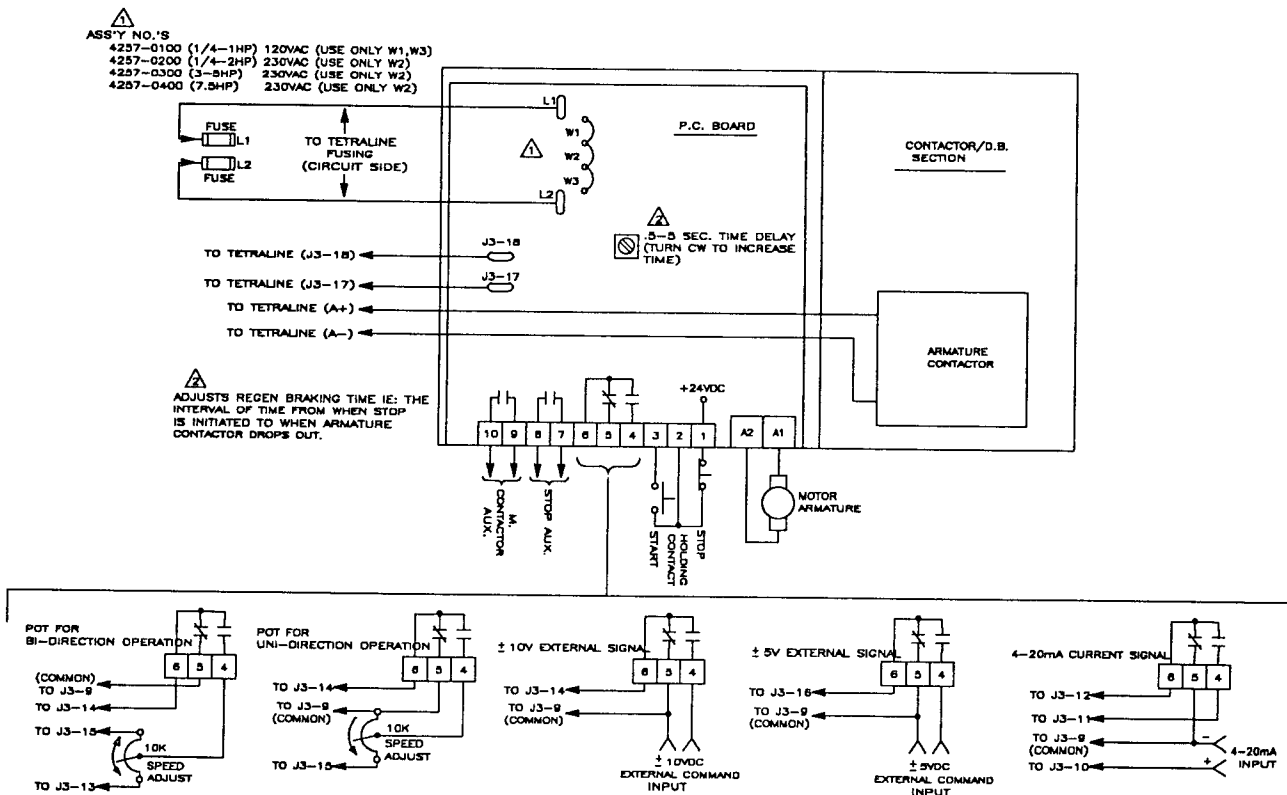 1
ASS'Y NO.'S
4257-0100 (1/4-1HP) 120VAC (USE ONLY W1,W3)
4257-0200 (1/4-2HP) 230VAC (USE ONLY W2)
4257-0300 (3-5HP) 230VAC (USE ONLY W2)
4257-0400 (7.5HP) 230VAC (USE ONLY W2)
FUSE
L1
L2
FUSE
TO TETRALINE
FUSING
(CIRCUIT SIDE)
L1
W1
W2
W3
L2
1
P.C. BOARD
CONTACTOR/D.B.
SECTION
2
.5-5 SEC. TIME DELAY
(TURN CW TO INCREASE
TIME)
TO TETRALINE (J3-18)
J3-18
TO TETRALINE (J3-17)
J3-17
TO TETRALINE (A+)
TO TETRALINE (A-)
ARMATURE
CONTACTOR
2
ADJUSTS REGEN BRAKING TIME IE: THE
INTERVAL OF TIME FROM WHEN STOP
IS INITIATED TO WHEN ARMATURE
CONTACTOR DROPS OUT.
+24VDC
10 9 8 7 6 5 4 3 2 1 A2 A1
M.
CONTACTOR
AUX.
STOP AUX.
START
HOLDING
CONTACT
STOP
MOTOR
ARMATURE
POT FOR
BI-DIRECTION OPERATION
6 5 4
(COMMON)
TO J3-9
TO J3-14
TO J3-15
10K
SPEED
ADJUST
TO J3-13
POT FOR
UNI-DIRECTION OPERATION
6 5 4
TO J3-14
TO J3-9
(COMMON)
10K
SPEED
ADJUST
TO J3-15
± 10V EXTERNAL SIGNAL
6 5 4
TO J3-14
TO J3-9
(COMMON)
± 10VDC
EXTERNAL COMMAND
INPUT
± 5V EXTERNAL SIGNAL
6 5 4
TO J3-16
TO J3-9
(COMMON)
± 5VDC
EXTERNAL COMMAND
INPUT
4-20mA CURRENT SIGNAL
6 5 4
TO J3-12
TO J3-11
TO J3-9
(COMMON)
TO J3-10
-
+
4-20mA
INPUT